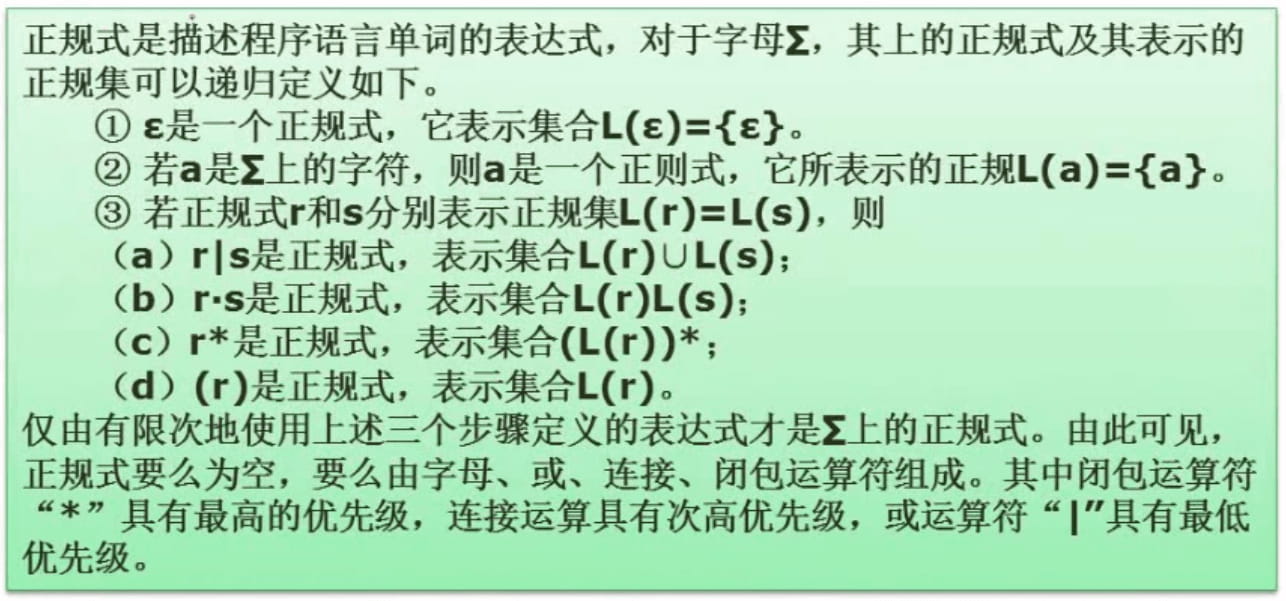 正规式是描述程序语言单词的表达式，对于字母∑，其上的正规式及其表示的
正规集可以递归定义如下。
① ε是一个正规式，它表示集合L(ε)={ε}。
② 若a是∑上的字符，则a是一个正则式，它所表示的正规L(a)={a}。
③ 若正规式r和s分别表示正规集L(r)=L(s)，则
（a）r|s是正规式，表示集合L(r)∪L(s)；
（b）r·s是正规式，表示集合L(r)L(s)；
（c）r*是正规式，表示集合(L(r))*；
（d）(r)是正规式，表示集合L(r)。
仅由有限次地使用上述三个步骤定义的表达式才是∑上的正规式。由此可见，
正规式要么为空，要么由字母、或、连接、闭包运算符组成。其中闭包运算符
“*”具有最高的优先级，连接运算具有次高优先级，或运算符“|”具有最低
优先级。